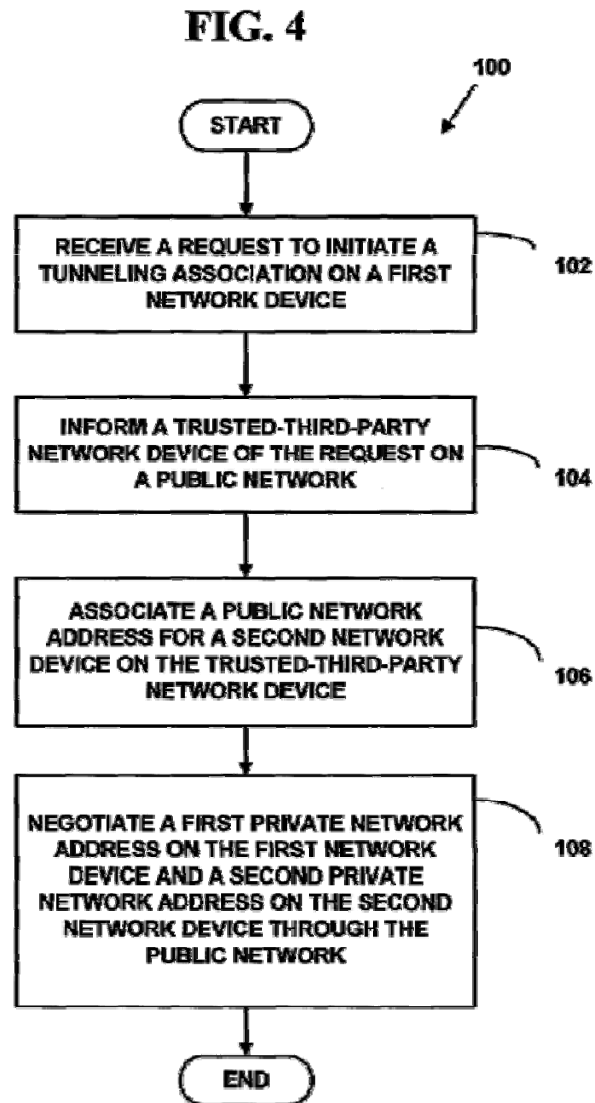 FIG. 4
100
START
RECEIVE A REQUEST TO INITIATE A
TUNNELING ASSOCIATION ON A FIRST
NETWORK DEVICE
102
INFORM A TRUSTED-THIRD-PARTY
NETWORK DEVICE OF THE REQUEST ON
A PUBLIC NETWORK
104
ASSOCIATE A PUBLIC NETWORK
ADDRESS FOR A SECOND NETWORK
DEVICE ON THE TRUSTED-THIRD-PARTY
NETWORK DEVICE
106
NEGOTIATE A FIRST PRIVATE NETWORK
ADDRESS ON THE FIRST NETWORK
DEVICE AND A SECOND PRIVATE
NETWORK ADDRESS ON THE SECOND
NETWORK DEVICE THROUGH THE
PUBLIC NETWORK
108
END